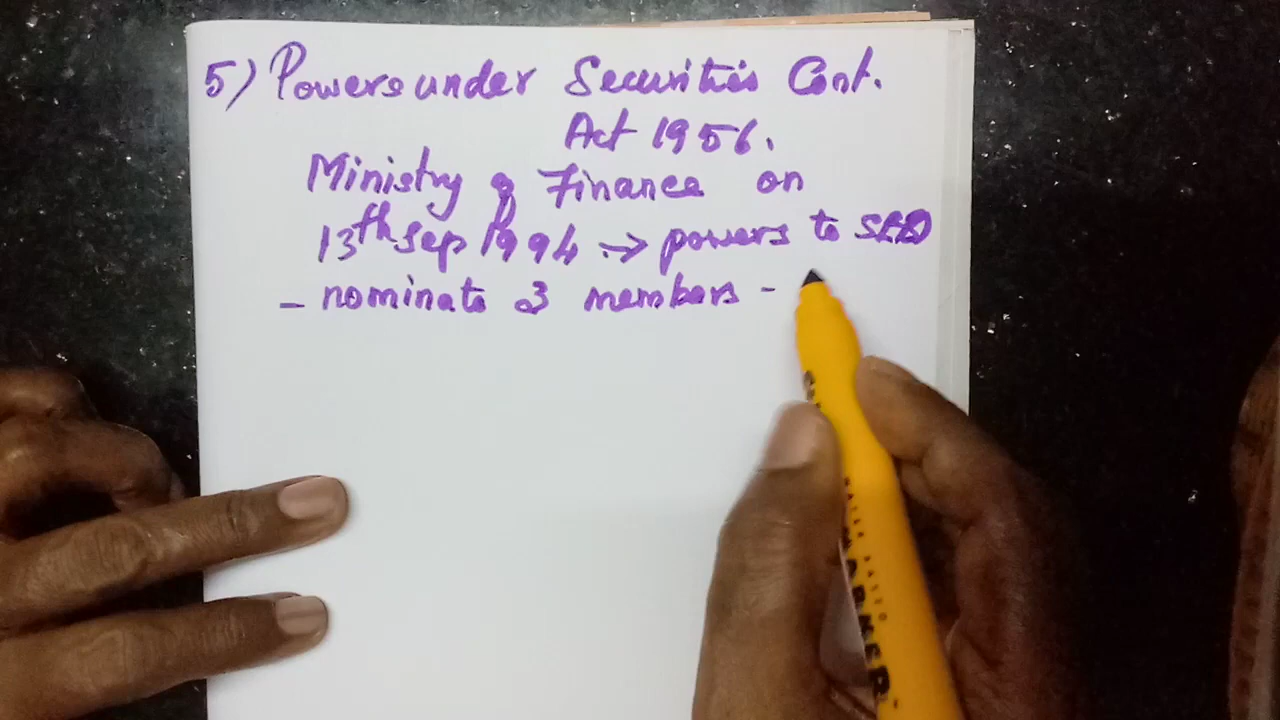 5) Powers under Securities Cont.
Act 1956.
Ministry of Finance on
13th Sep 1994 -> powers to
- nominate 3 members -